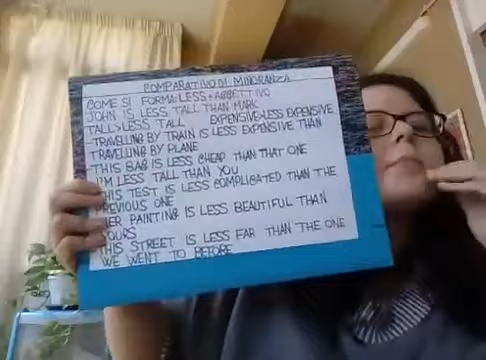 COMPARATIVO DI MINORANZA
COME SI FORMA: LESS + AGGETTIVO
JOHN IS LESS TALL THAN MARK
TALL>LESS TALL EXPENSIVE>LESS EXPENSIVE
-TRAVELLING BY TRAIN IS LESS EXPENSIVE THAN
TRAVELLING BY PLANE
THIS BAG IS LESS CHEAP THAN THAT ONE
I'M LESS TALL THAN YOU
THIS TEST IS LESS COMPLICATED THAN THE
PREVIOUS ONE
HER PAINTING IS LESS BEAUTIFUL THAN
YOURS
THIS STREET IS LESS FAR THAN THE ONE
WE WENT TO BEFORE